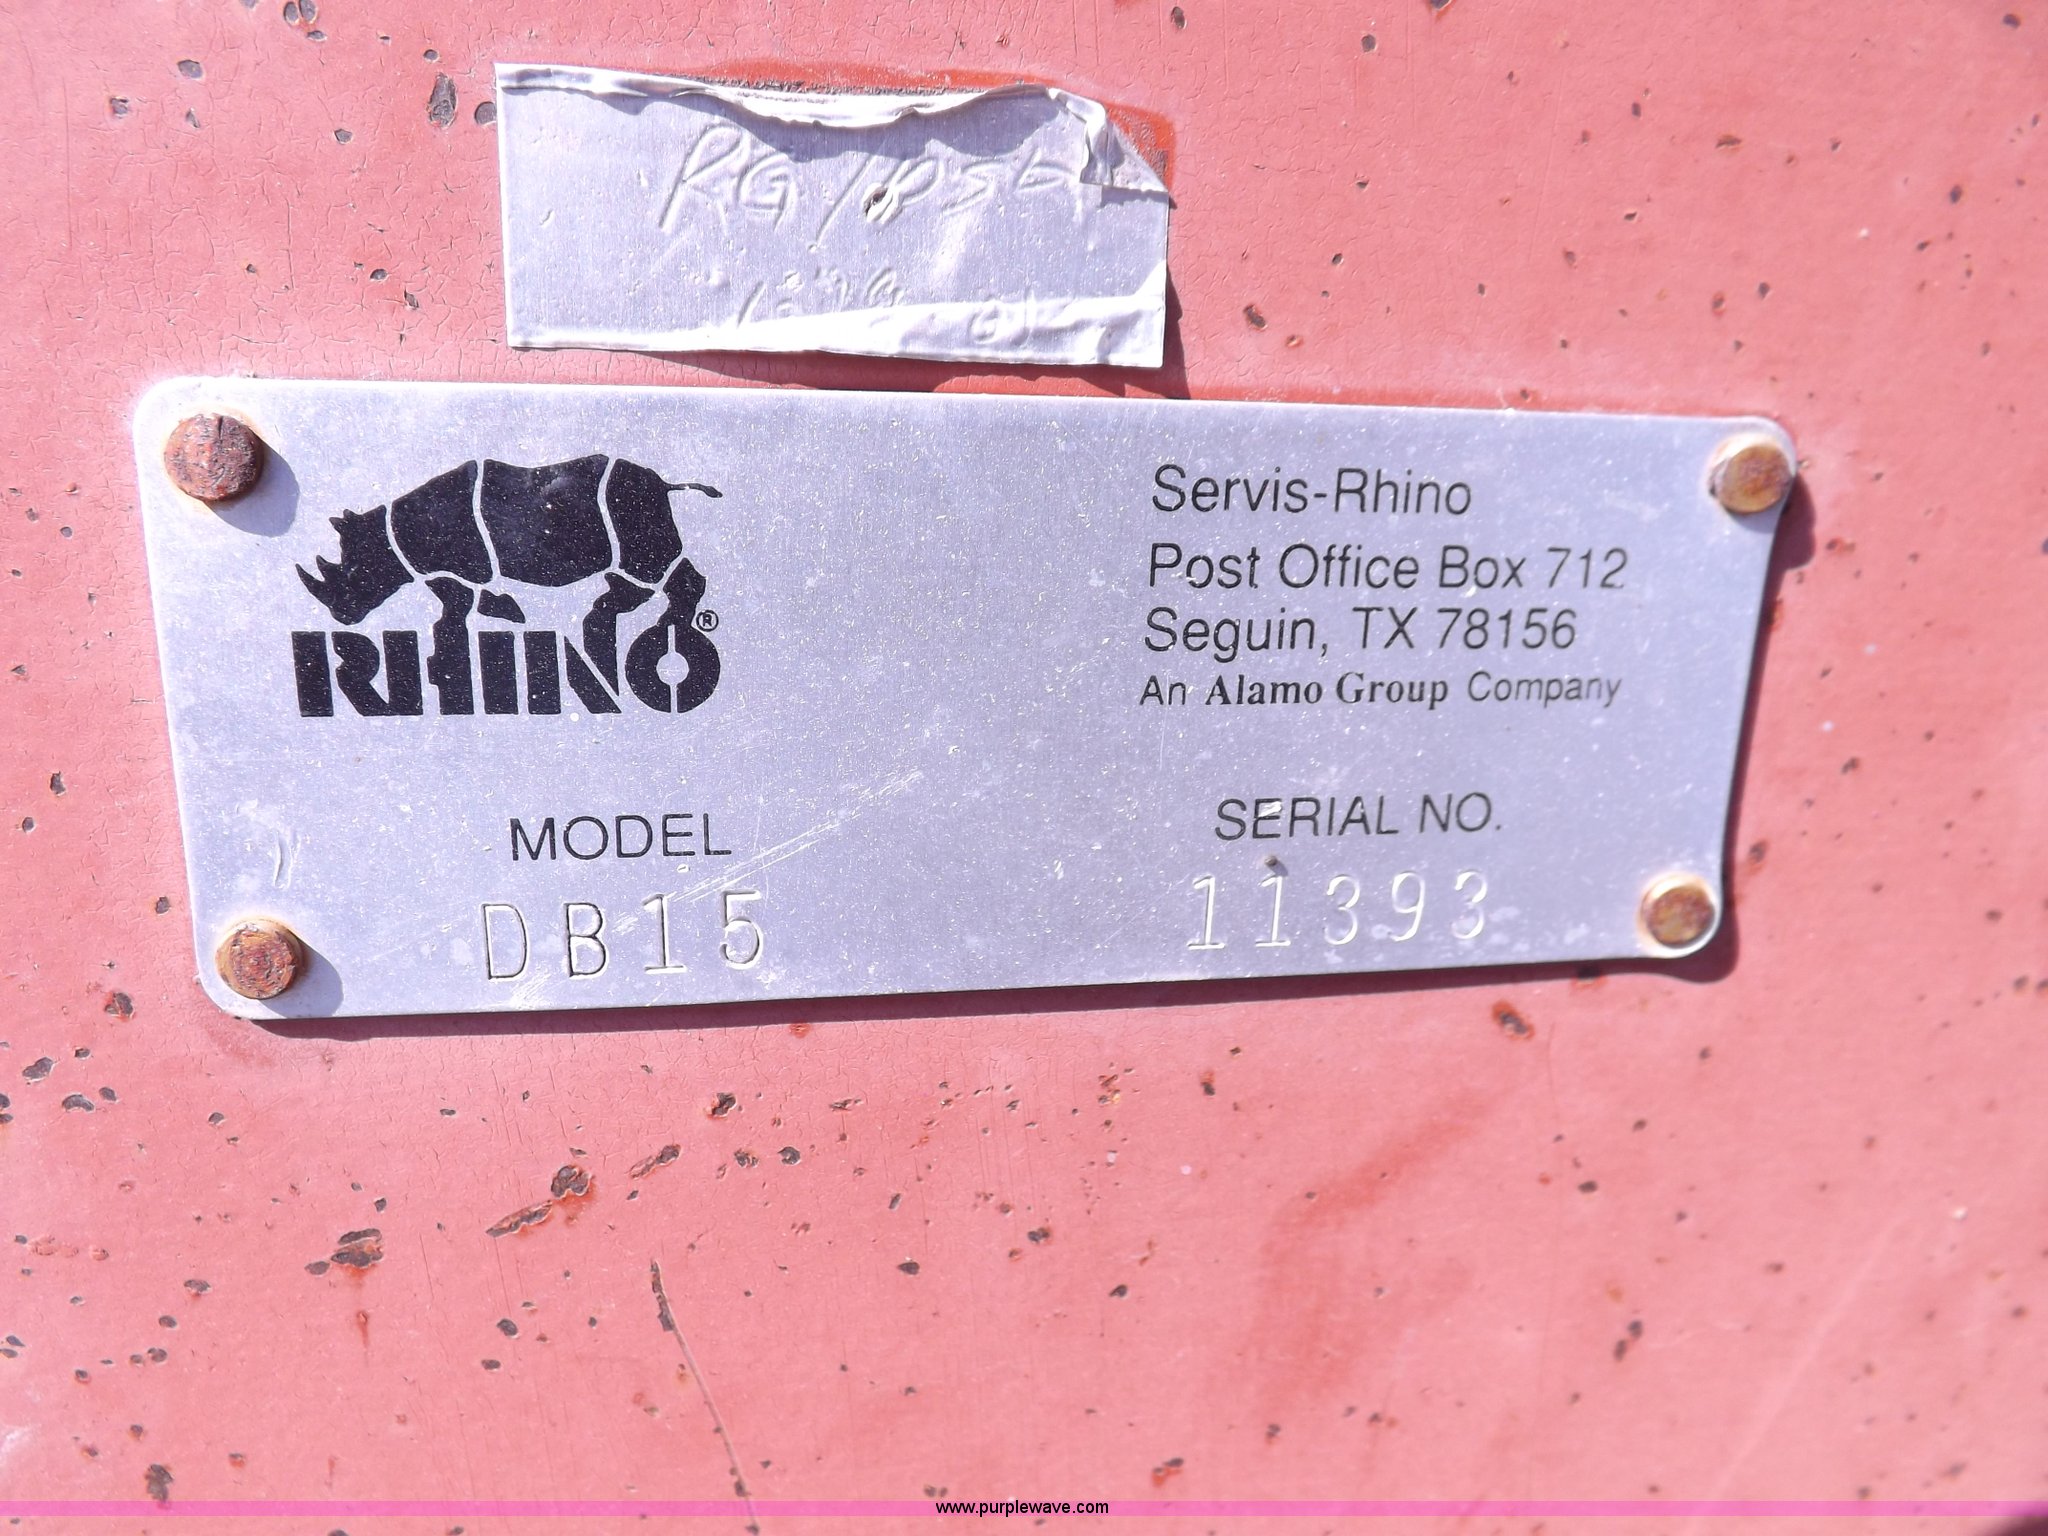 RHINO®
Servis-Rhino
Post Office Box 712
Seguin, TX 78156
An Alamo Group Company
MODEL
SERIAL NO.
DB15
11393
www.purplewave.com